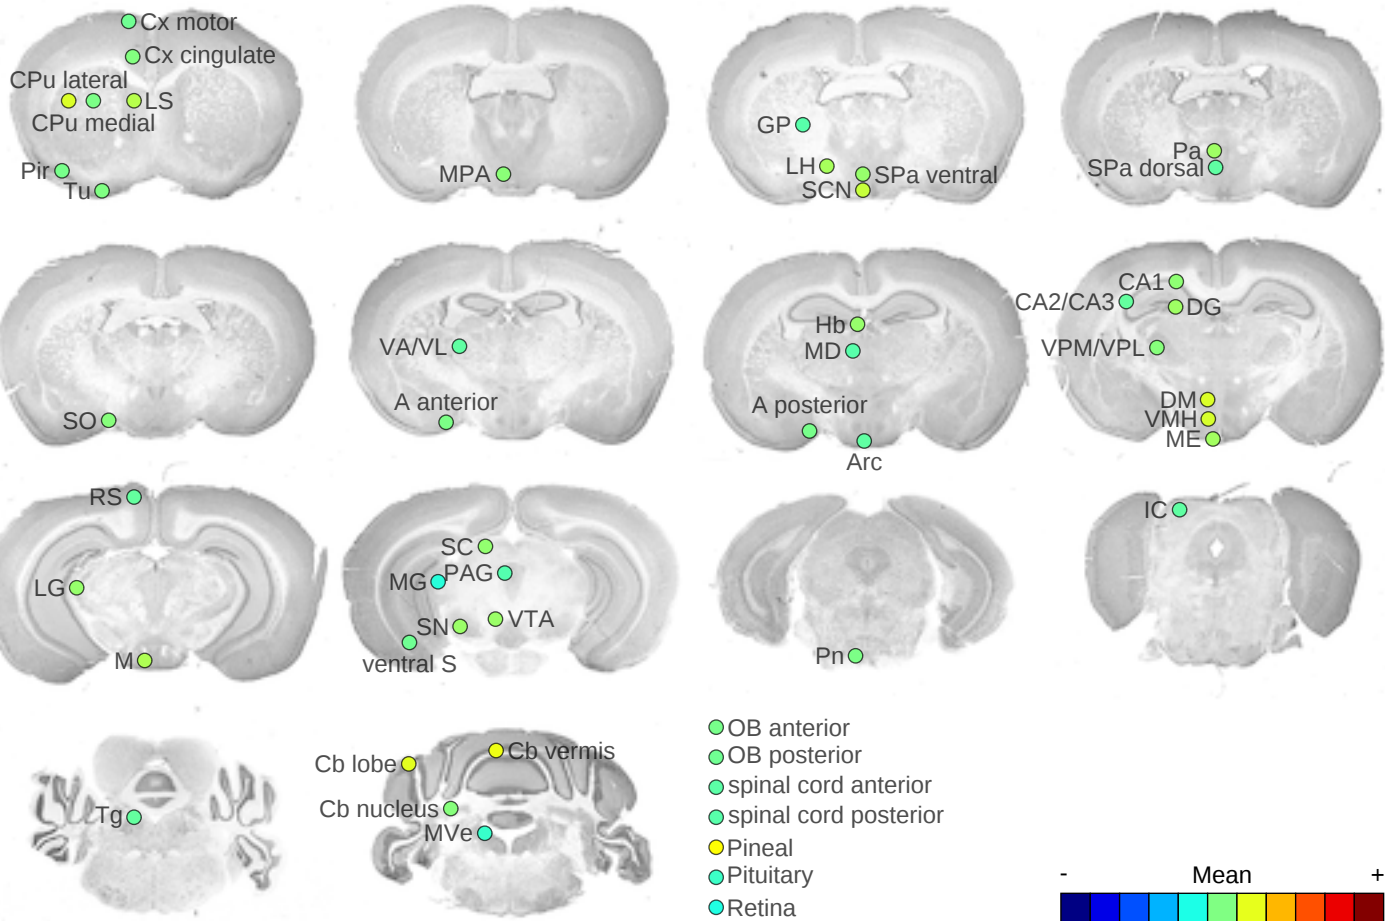 Cx motor
Cx cingulate
CPu lateral
LS
CPu medial
Pir
Tu
MPA
GP
LH
SPa ventral
SCN
Pa
SPa dorsal
SO
VA/VL
A anterior
Hb
MD
A posterior
Arc
CA1
CA2/CA3
DG
VPM/VPL
DM
VMH
ME
RS
LG
M
SC
MG
PAG
SN
VTA
ventral S
Pn
IC
Tg
Cb lobe
Cb vermis
Cb nucleus
MVe
OB anterior
OB posterior
spinal cord anterior
spinal cord posterior
Pineal
Pituitary
Retina
- Mean +